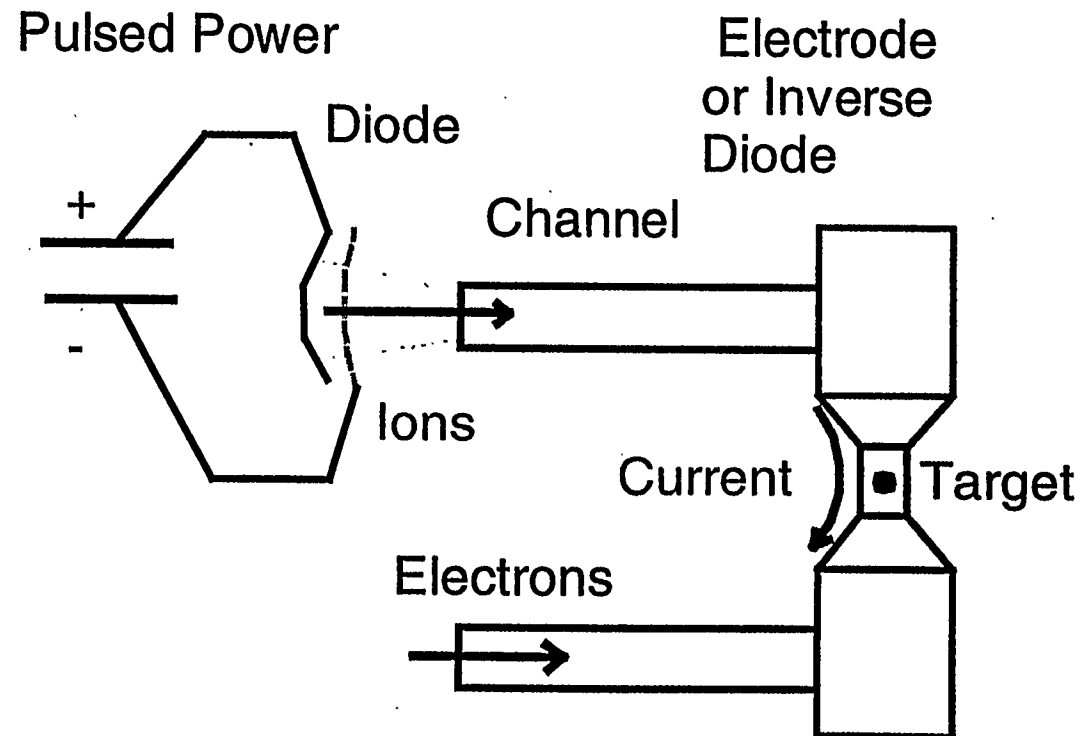 Pulsed Power
Electrode
or Inverse
Diode
Diode
+
-
Channel
Ions
Current
Target
Electrons